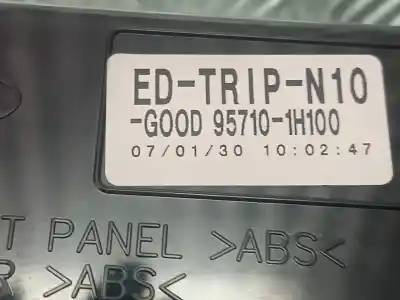 ED-TRIP-N10
-GOOD 95710-1H100
07/01/30 10:02:47
T PANEL >ABS<
R >ABS<